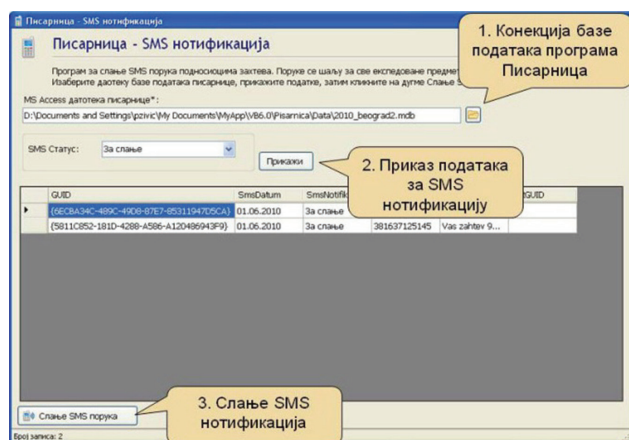 Писарница - SMS нотификација
Писарница - SMS нотификација
1. Конекција базе
податaка програма
Писарница
Програм за слање SMS порука подносиоцима захтева. Поруке се шаљу за све експедоване предмет
Изаберите датотеку базе података писарнице, прикажите податке, затим кликните на дугме Слање S
MS Access датотека писарнице*:
D:\Documents and Settings\pzivic\My Documents\MyApp\VB6.0\Pisarnica\Data\2010_beograd2.mdb
SMS Статус:
За слање
Прикажи
2. Приказ података
за SMS
нотификацију
GUID SmsDatum SmsNotifik tGUID
{6ECBA34C-489C-49D8-87E7-85311947D5CA} 01.06.2010 За слање
{5811C852-181D-4288-A5B6-A120486943F9} 01.06.2010 За слање 381637125145 Vas zahtev 9...
3. Слање SMS
нотификација
Слање SMS порука
Број записа: 2